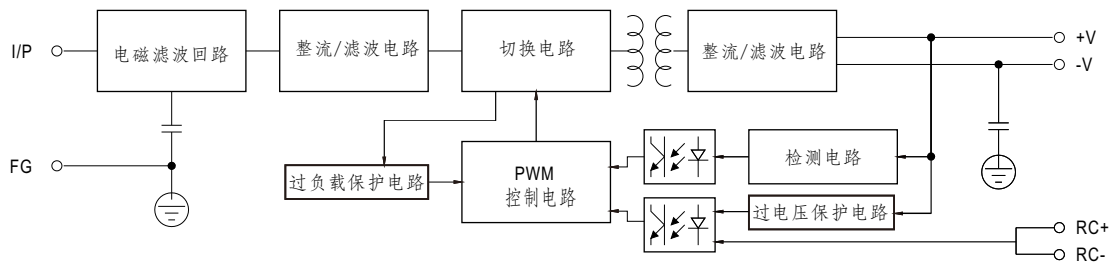 I/P
电磁滤波回路
整流/滤波电路
切换电路
整流/滤波电路
+V
-V
FG
过负载保护电路
PWM
控制电路
检测电路
过电压保护电路
RC+
RC-